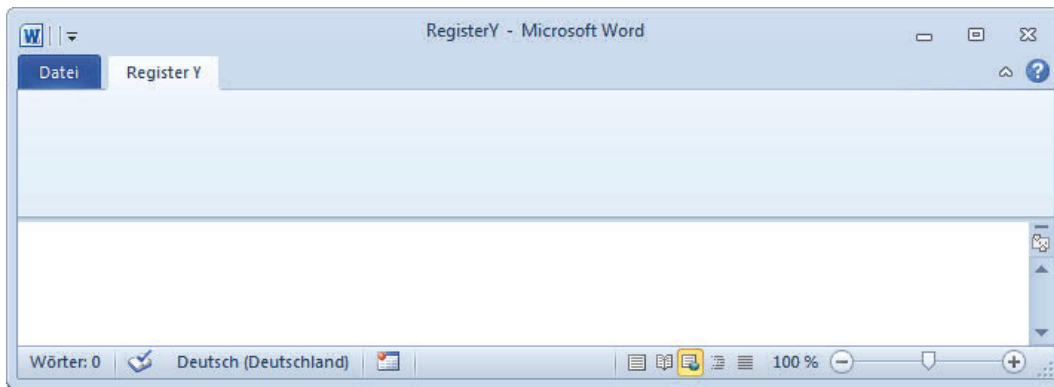 RegisterY - Microsoft Word
Datei Register Y
Wörter: 0 Deutsch (Deutschland) 100 %